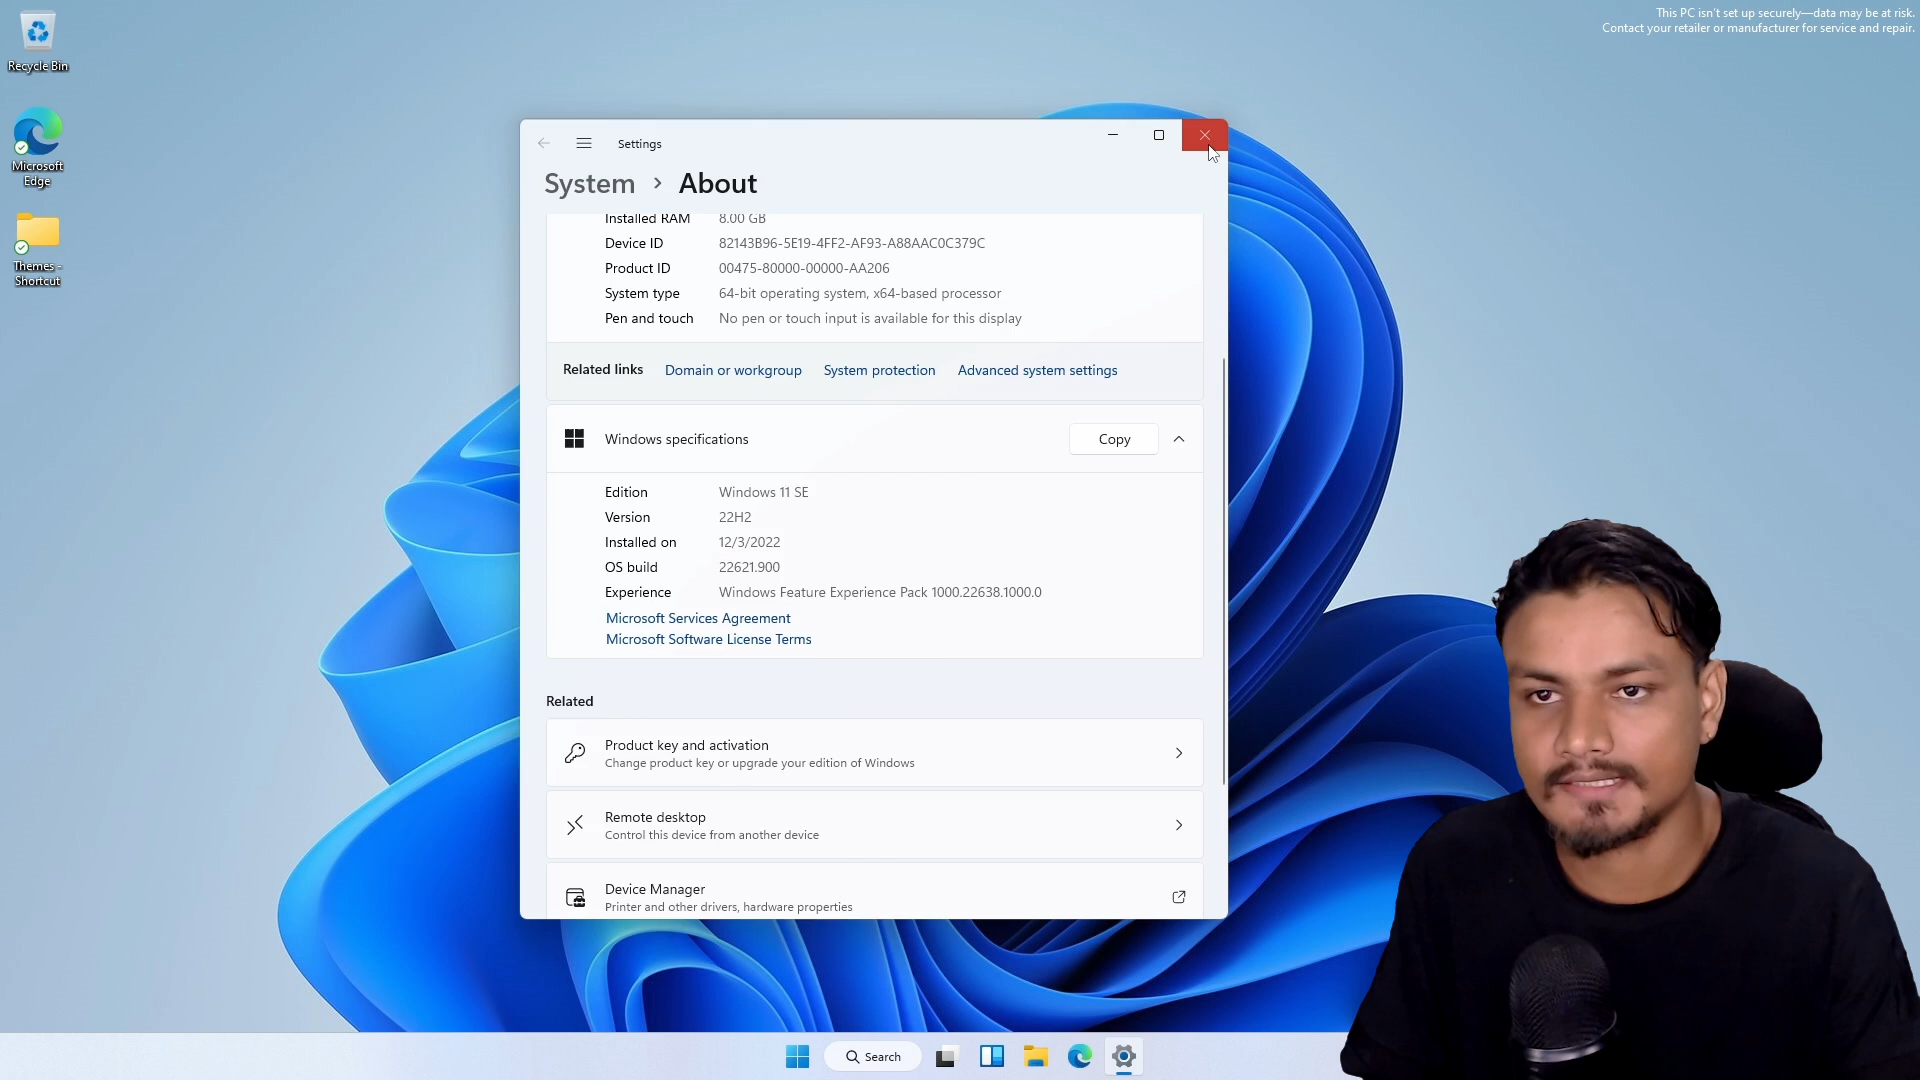 This PC isn't set up securely—data may be at risk.
Contact your retailer or manufacturer for service and repair.
Recycle Bin
Microsoft
Edge
Themes -
Shortcut
Settings
System > About
Installed RAM 8.00 GB
Device ID 82143B96-5E19-4FF2-AF93-A88AAC0C379C
Product ID 00475-80000-00000-AA206
System type 64-bit operating system, x64-based processor
Pen and touch No pen or touch input is available for this display
Related links Domain or workgroup System protection Advanced system settings
Windows specifications Copy
Edition Windows 11 SE
Version 22H2
Installed on 12/3/2022
OS build 22621.900
Experience Windows Feature Experience Pack 1000.22638.1000.0
Microsoft Services Agreement
Microsoft Software License Terms
Related
Product key and activation
Change product key or upgrade your edition of Windows
Remote desktop
Control this device from another device
Device Manager
Printer and other drivers, hardware properties
Search